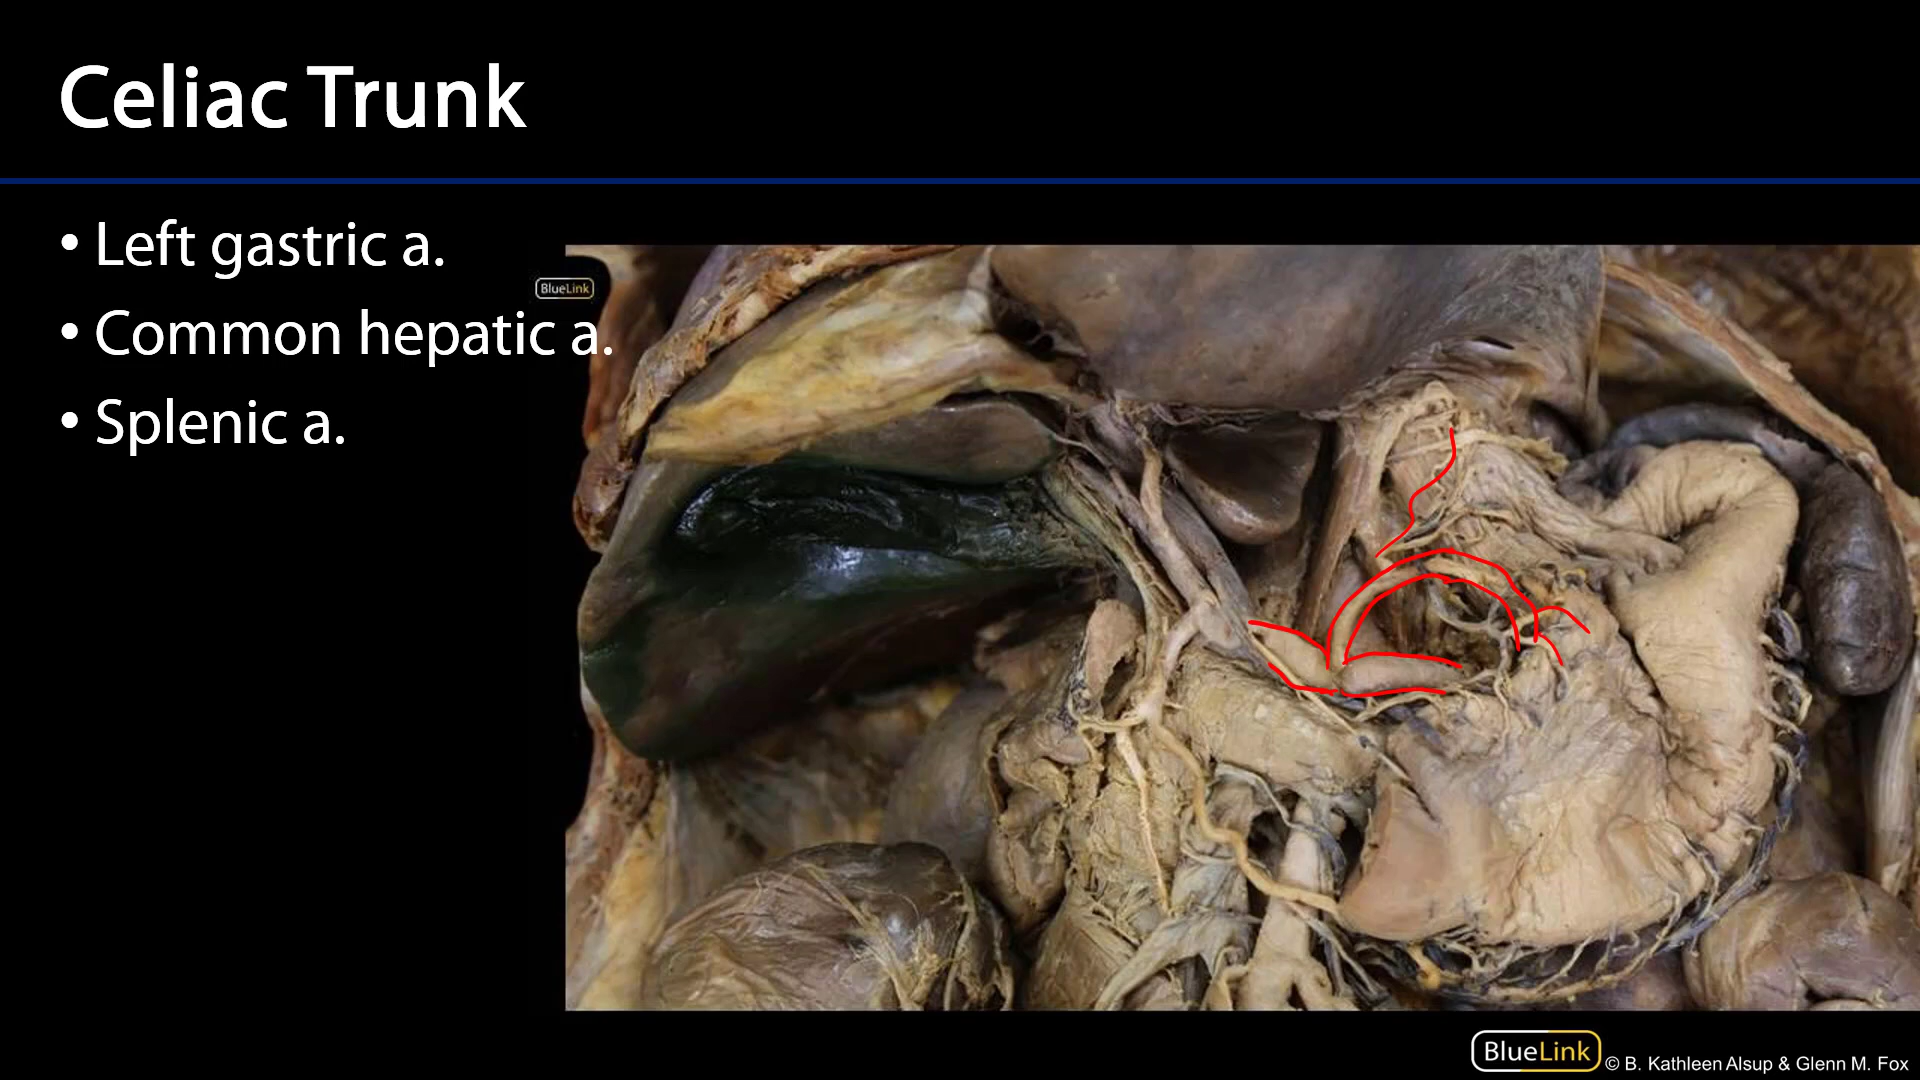 Celiac Trunk
• Left gastric a.
• Common hepatic a.
• Splenic a.
BlueLink
BlueLink © B. Kathleen Alsup & Glenn M. Fox